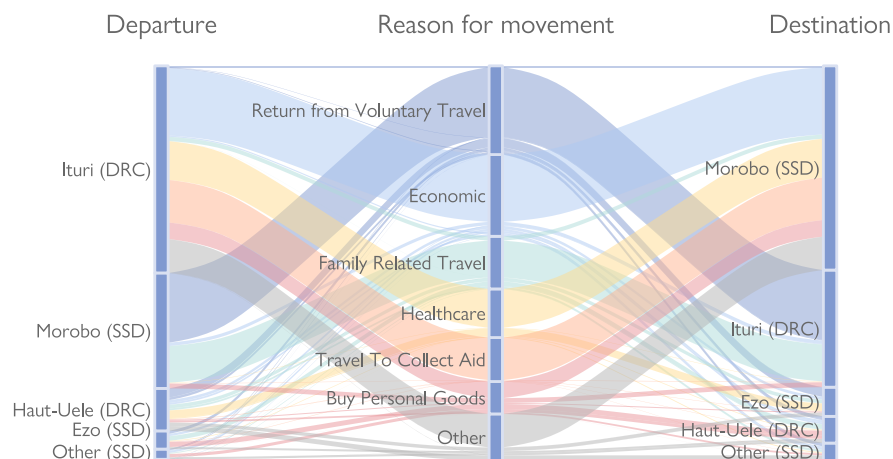 Departure
Reason for movement
Destination
Return from Voluntary Travel
Ituri (DRC)
Morobo (SSD)
Economic
Family Related Travel
Healthcare
Morobo (SSD)
Ituri (DRC)
Travel To Collect Aid
Buy Personal Goods
Haut-Uele (DRC)
Ezo (SSD)
Ezo (SSD)
Haut-Uele (DRC)
Other
Other (SSD)
Other (SSD)